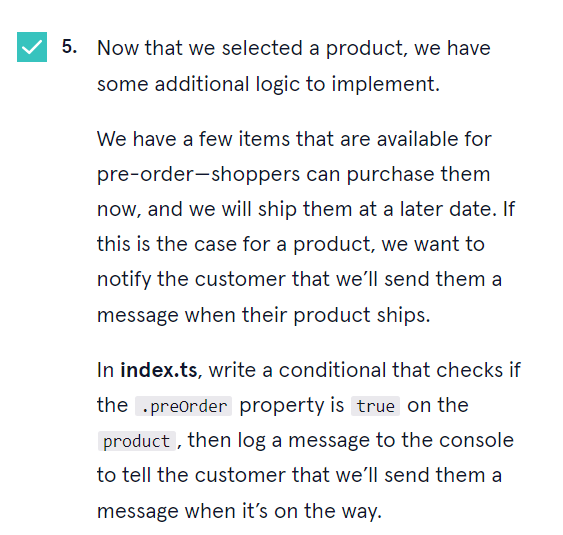 5. Now that we selected a product, we have
some additional logic to implement.
We have a few items that are available for
pre-order—shoppers can purchase them
now, and we will ship them at a later date. If
this is the case for a product, we want to
notify the customer that we’ll send them a
message when their product ships.
In index.ts, write a conditional that checks if
the .preOrder property is true on the
product , then log a message to the console
to tell the customer that we’ll send them a
message when it’s on the way.